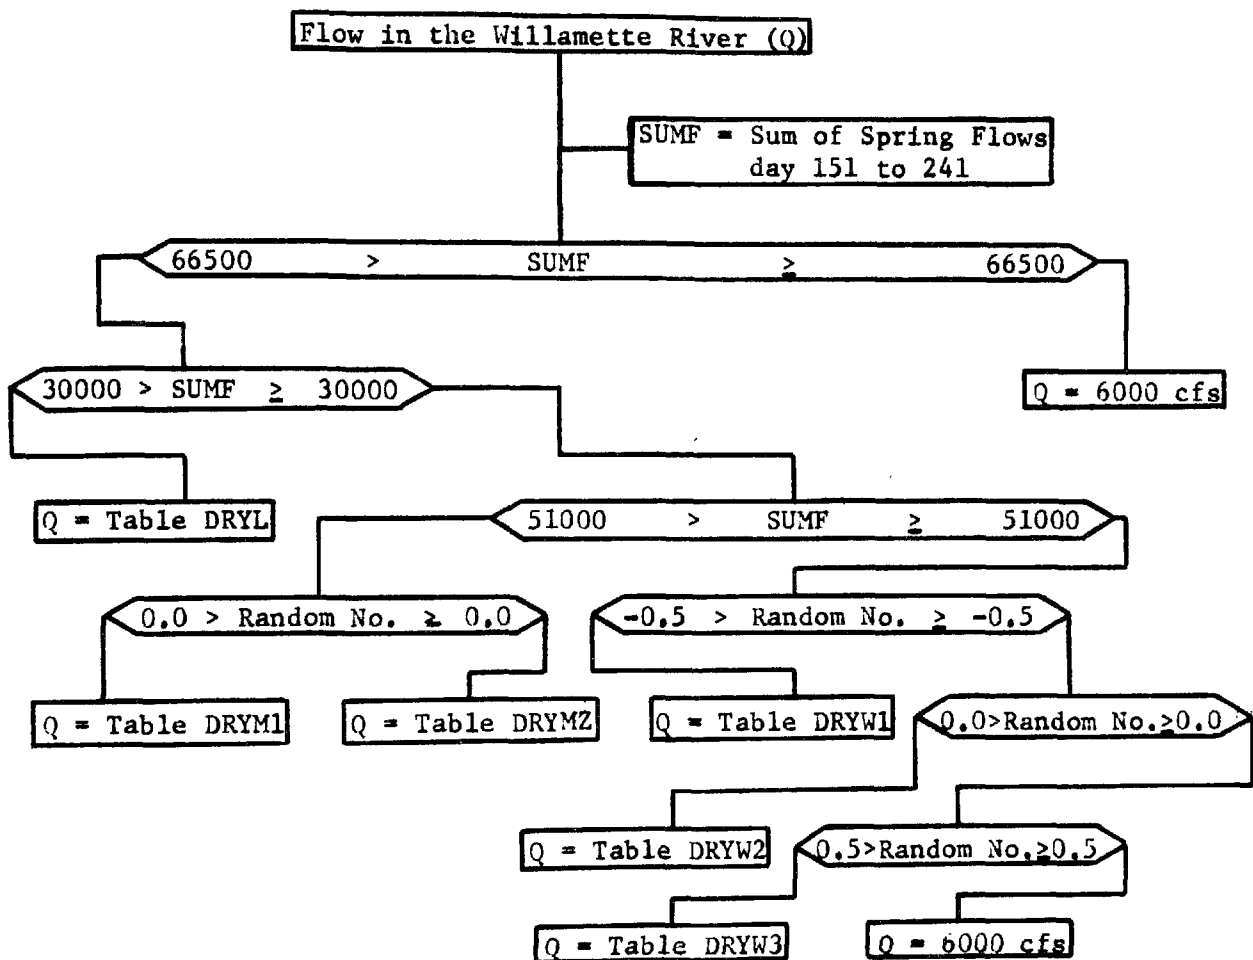 Flow in the Willamette River (Q)
SUMF = Sum of Spring Flows
day 151 to 241
66500 > SUMF ≥ 66500
30000 > SUMF ≥ 30000
Q = 6000 cfs
Q = Table DRYL
51000 > SUMF ≥ 51000
0.0 > Random No. ≥ 0.0
-0.5 > Random No. ≥ -0.5
Q = Table DRYM1
Q = Table DRYMZ
Q = Table DRYW1
0.0>Random No.≥0.0
Q = Table DRYW2
0.5>Random No.≥0.5
Q = Table DRYW3
Q = 6000 cfs